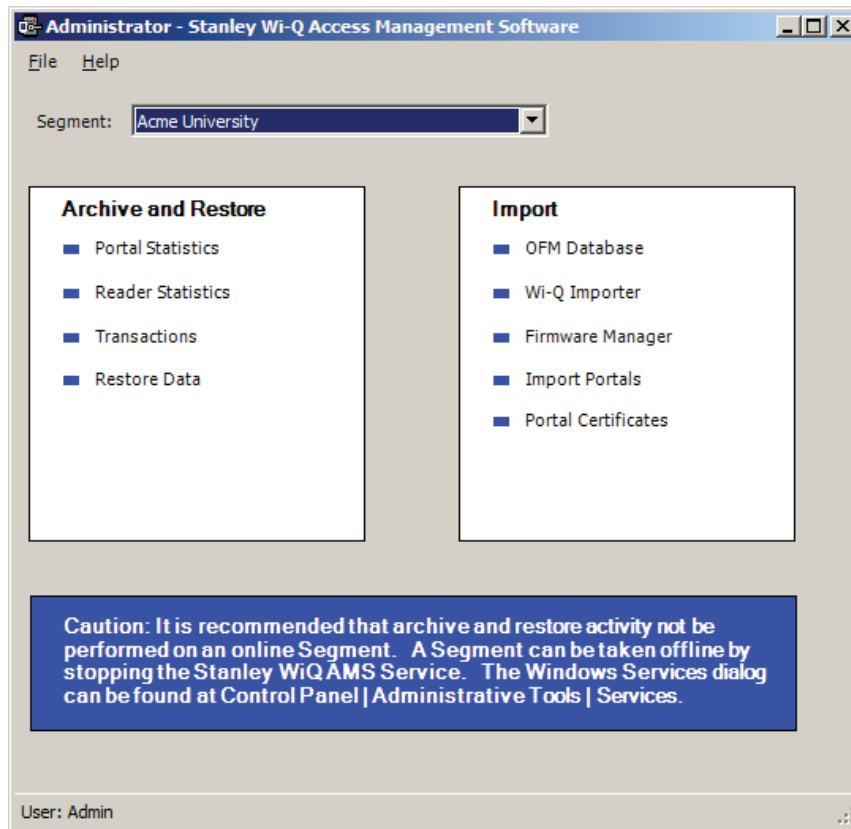 Administrator - Stanley Wi-Q Access Management Software
File Help
Segment: Acme University
Archive and Restore
Portal Statistics
Reader Statistics
Transactions
Restore Data
Import
OFM Database
Wi-Q Importer
Firmware Manager
Import Portals
Portal Certificates
Caution: It is recommended that archive and restore activity not be
performed on an online Segment. A Segment can be taken offline by
stopping the Stanley WiQ AMS Service. The Windows Services dialog
can be found at Control Panel | Administrative Tools | Services.
User: Admin